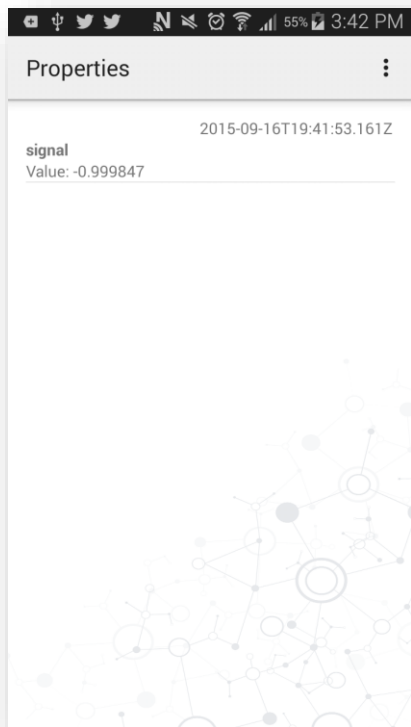 55% 3:42 PM
Properties
2015-09-16T19:41:53.161Z
signal
Value: -0.999847